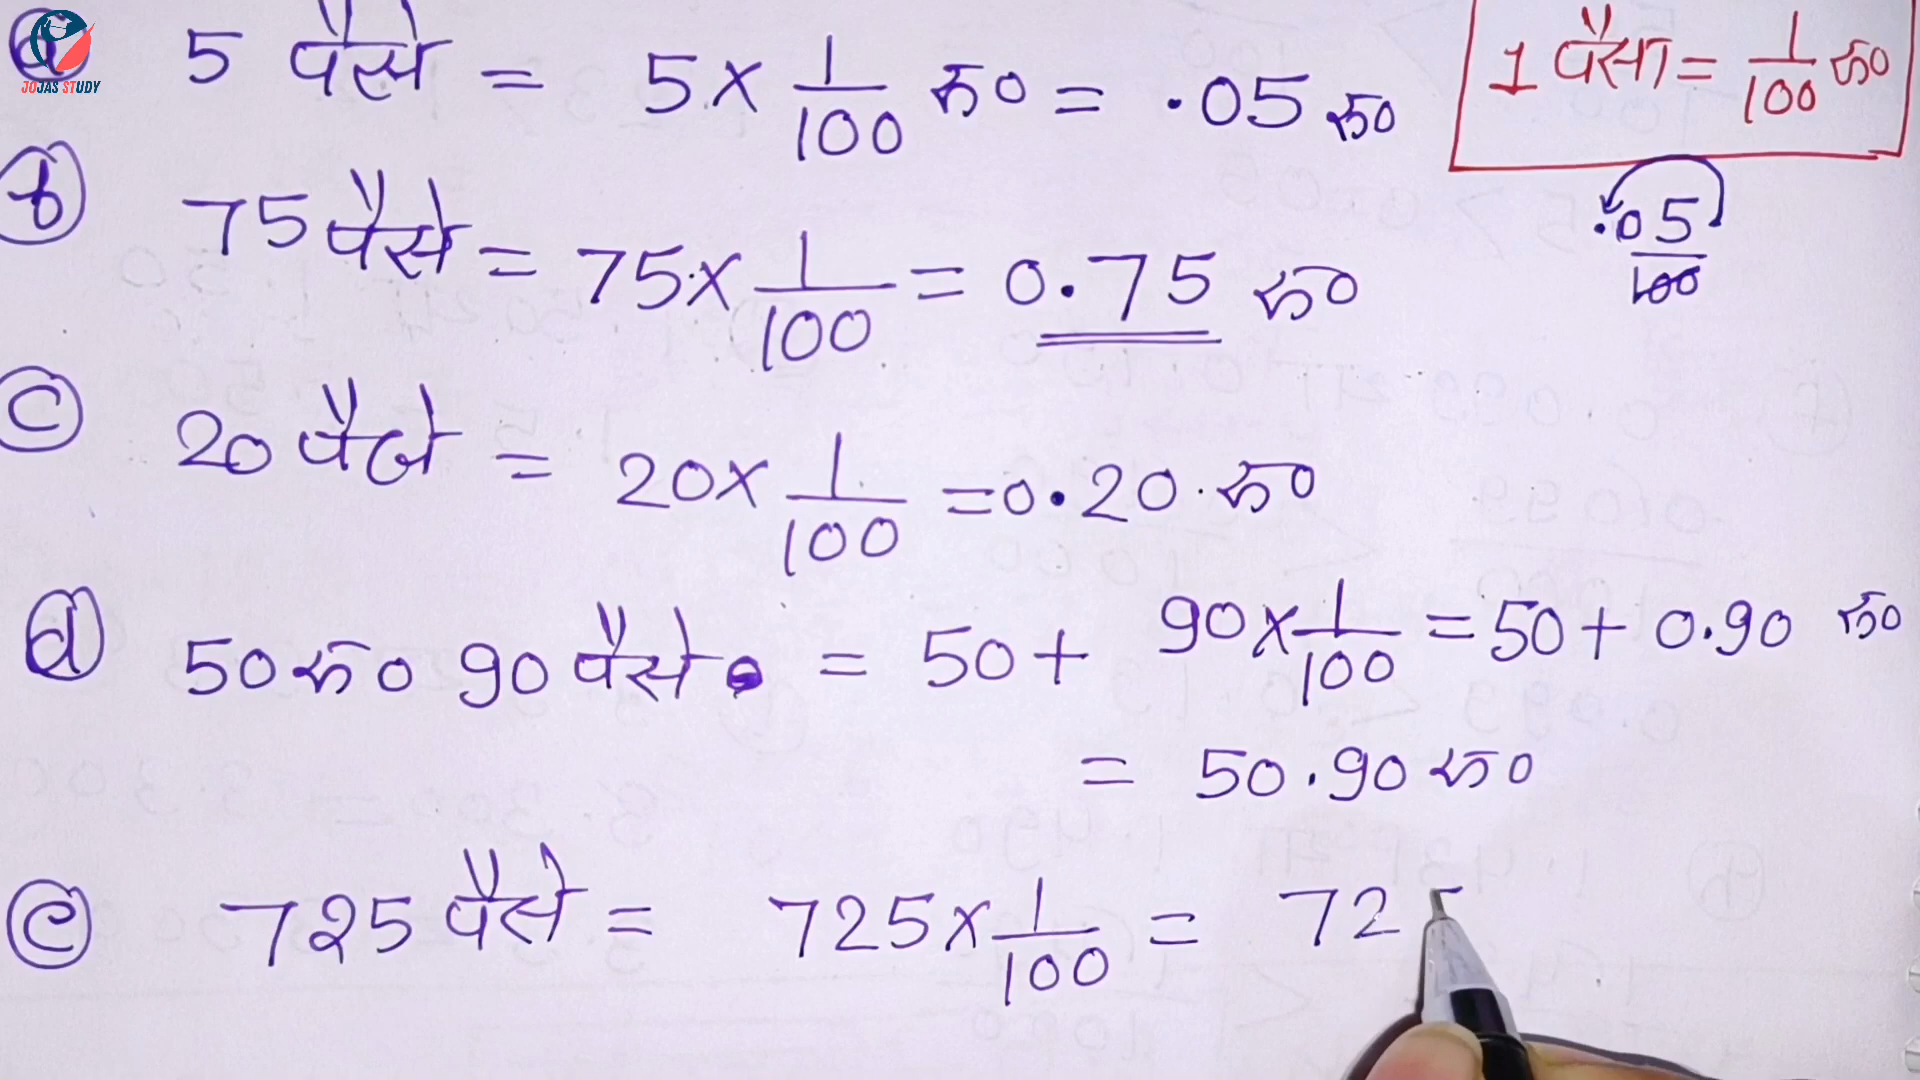 JOJAS STUDY
(a) 5 पैसे = 5 × 1/100 रु० = .05 रु०
1 पैसा = 1/100 रु०
.05/100
(b) 75 पैसे = 75 × 1/100 = 0.75 रु०
(c) 20 पैसे = 20 × 1/100 = 0.20 रु०
(d) 50 रु० 90 पैसे = 50 + 90 × 1/100 = 50 + 0.90 रु०
= 50.90 रु०
(e) 725 पैसे = 725 × 1/100 = 725